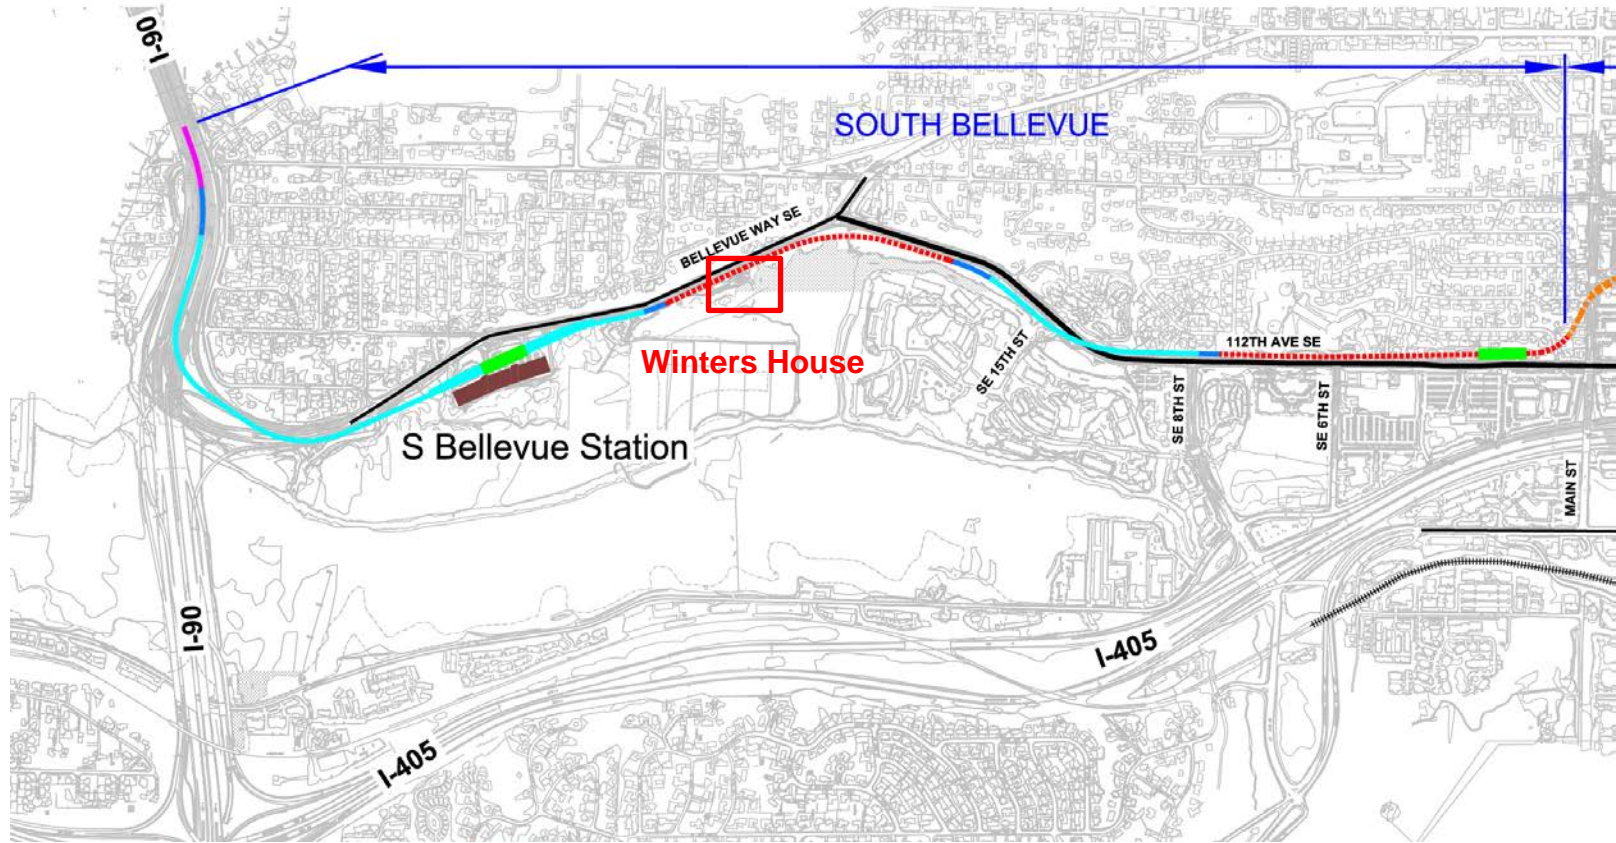 I-90
SOUTH BELLEVUE
BELLEVUE WAY SE
Winters House
112TH AVE SE
SE 15TH ST
SE 8TH ST
SE 6TH ST
MAIN ST
S Bellevue Station
I-90
I-405
I-405